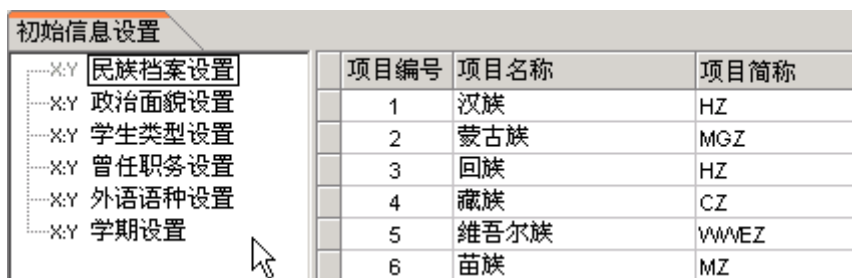 初始信息设置
X:Y 民族档案设置
X:Y 政治面貌设置
X:Y 学生类型设置
X:Y 曾任职务设置
X:Y 外语语种设置
X:Y 学期设置
项目编号 项目名称 项目简称
1 汉族 HZ
2 蒙古族 MGZ
3 回族 HZ
4 藏族 CZ
5 维吾尔族 WWEZ
6 苗族 MZ